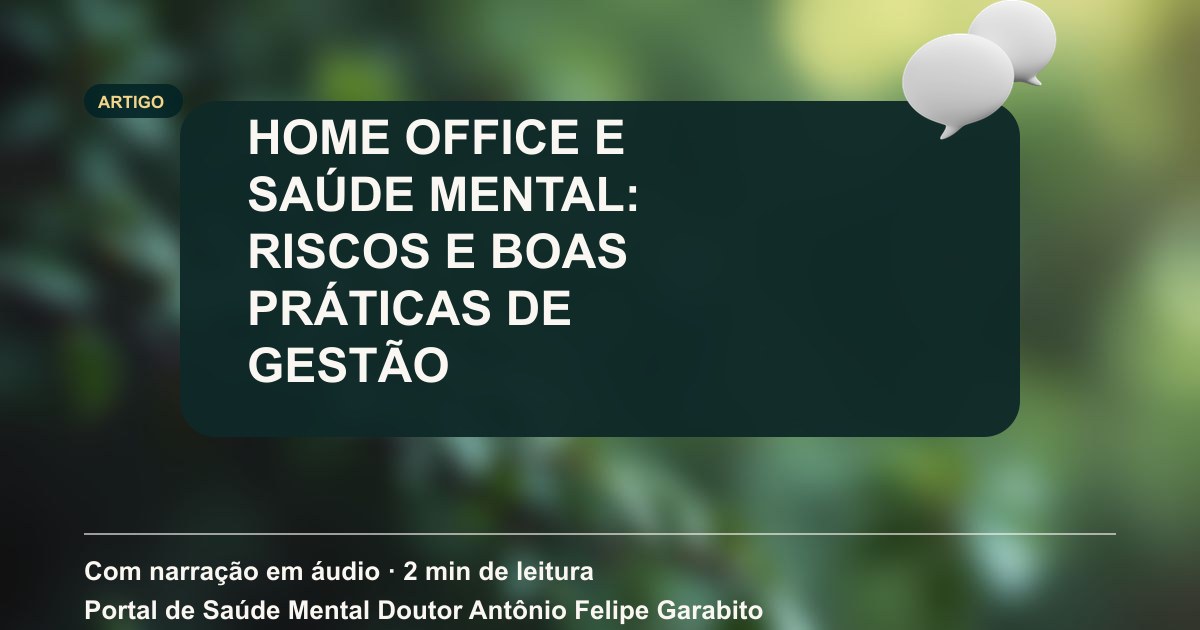 ARTIGO
HOME OFFICE E
SAÚDE MENTAL:
RISCOS E BOAS
PRÁTICAS DE
GESTÃO
Com narração em áudio · 2 min de leitura
Portal de Saúde Mental Doutor Antônio Felipe Garabito